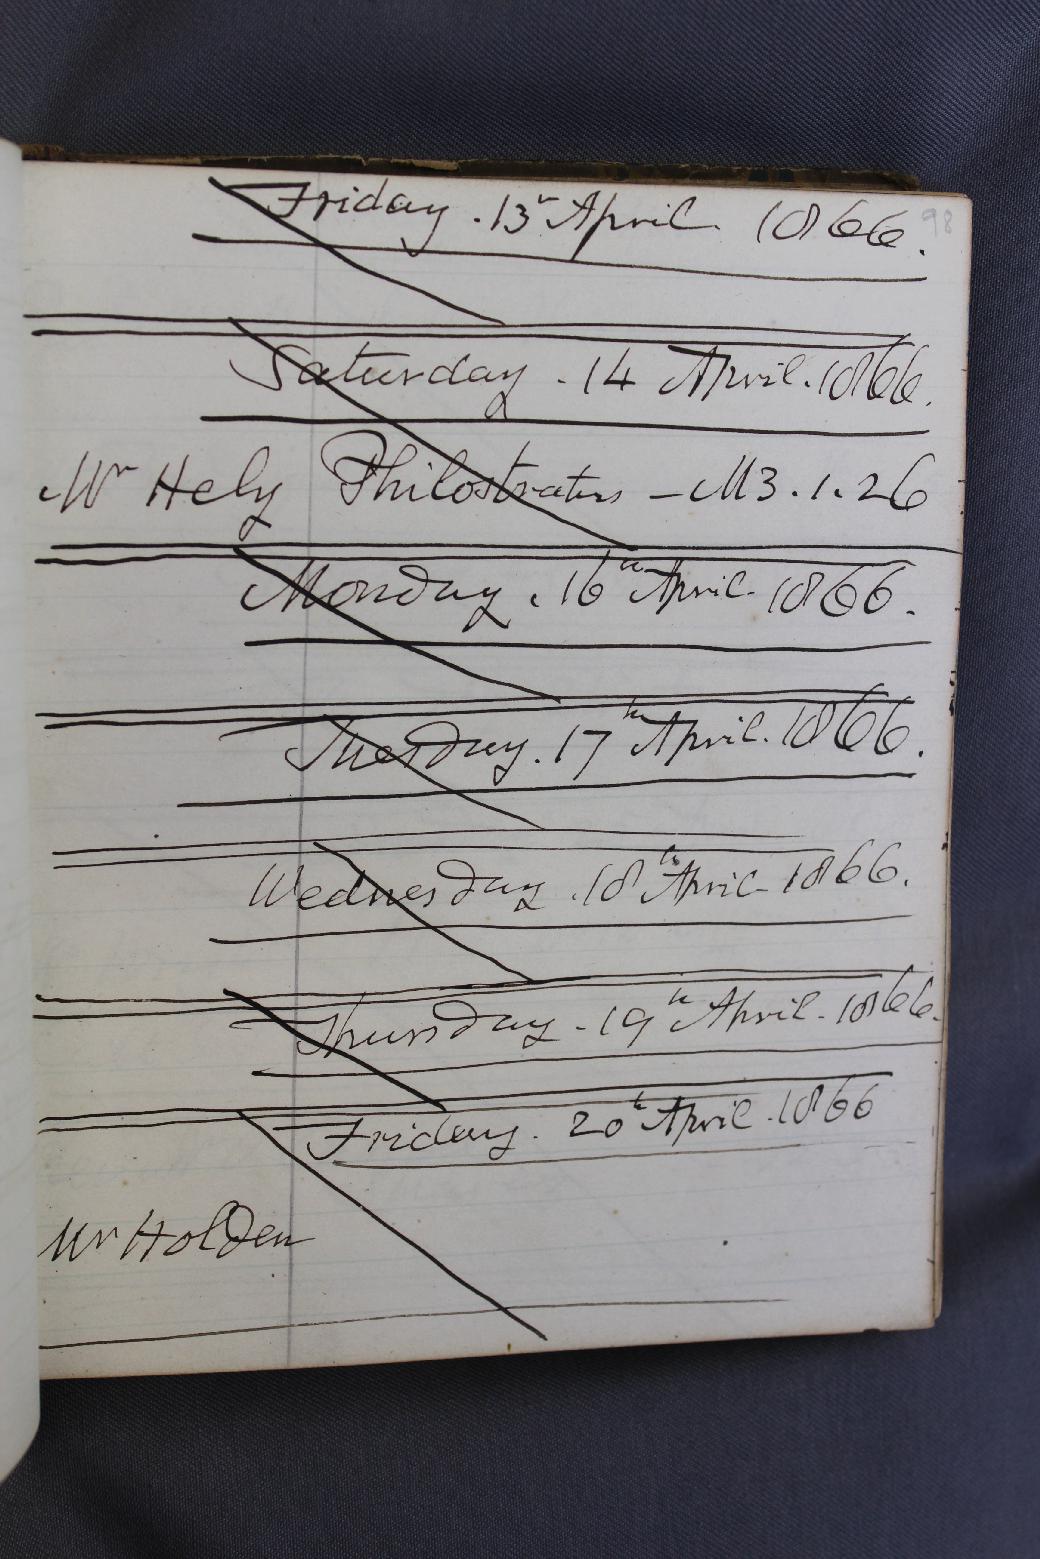 98
Friday . 13th April 1866.
Saturday . 14 April . 1866.
Mr Hely Philostratus – M3.1.26
Monday . 16th April . 1866.
Tuesday . 17th April . 1866.
Wednesday . 18th April 1866.
Thursday - 19th April . 1866.
Friday . 20th April . 1866
Mr Holden